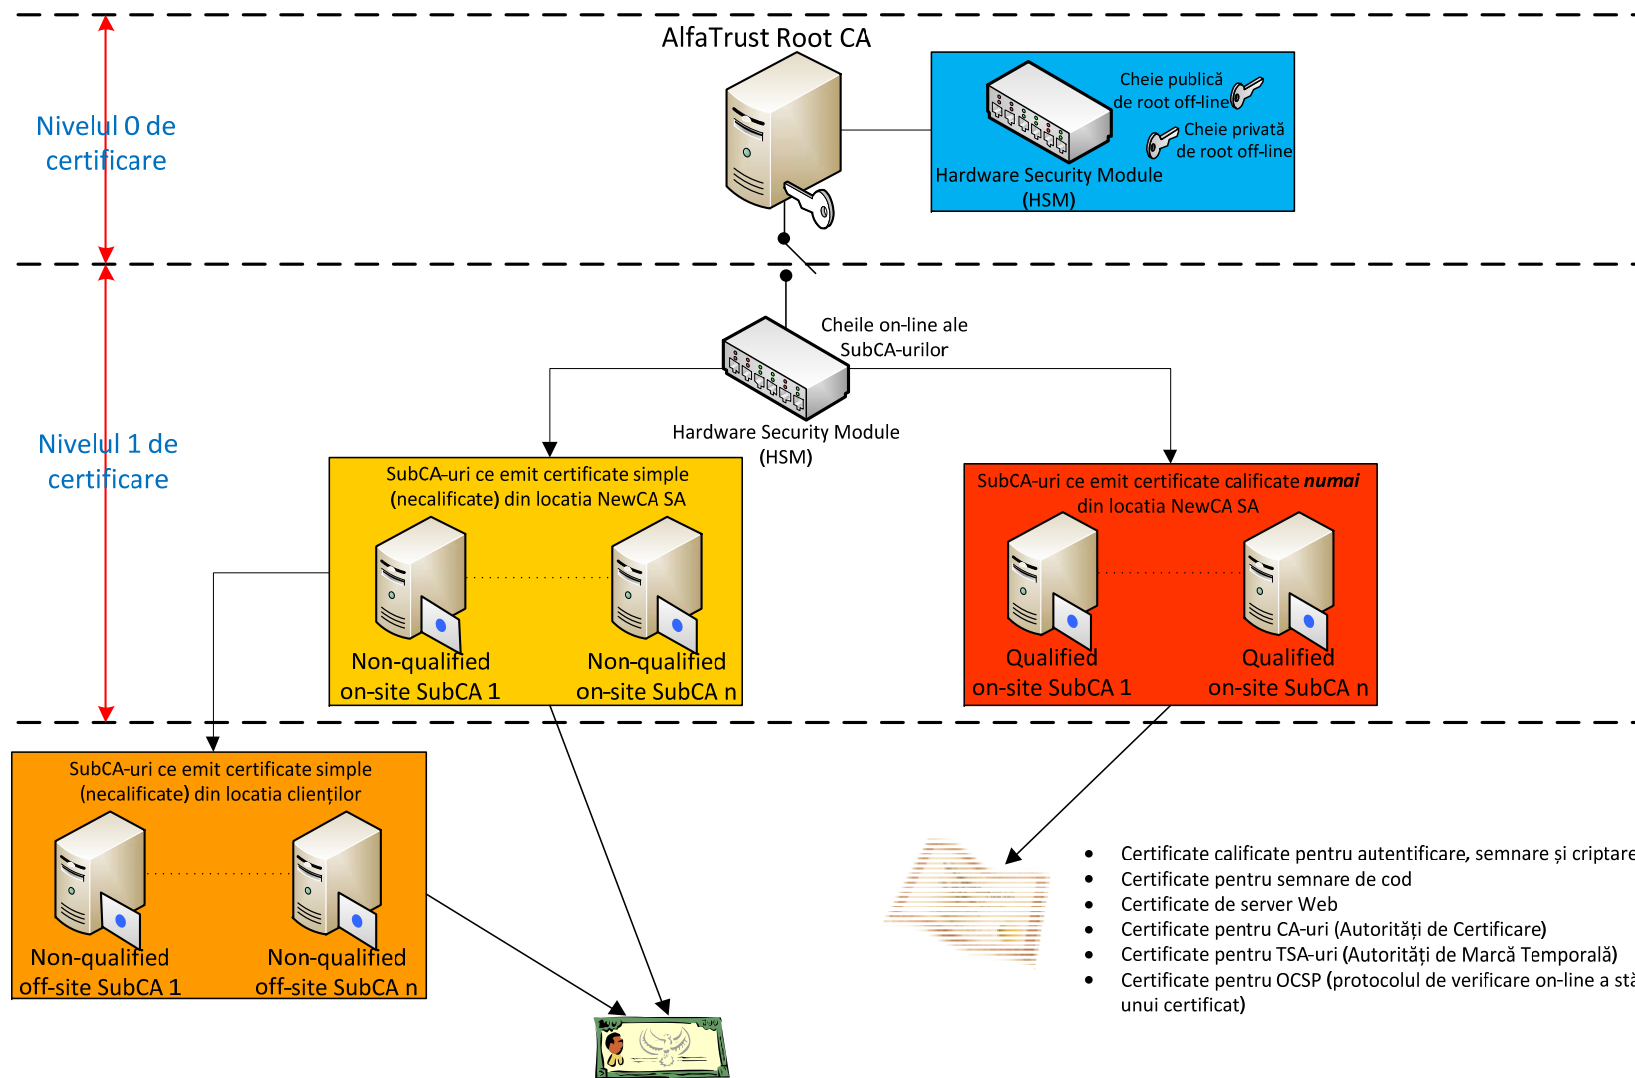 AlfaTrust Root CA
Nivelul 0 de
certificare
Cheie publică
de root off-line
Cheie privată
de root off-line
Hardware Security Module
(HSM)
Cheile on-line ale
SubCA-urilor
Hardware Security Module
(HSM)
Nivelul 1 de
certificare
SubCA-uri ce emit certificate simple
(necalificate) din locatia NewCA SA
Non-qualified
on-site SubCA 1
Non-qualified
on-site SubCA n
SubCA-uri ce emit certificate calificate numai
din locatia NewCA SA
Qualified
on-site SubCA 1
Qualified
on-site SubCA n
SubCA-uri ce emit certificate simple
(necalificate) din locatia clienților
Non-qualified
off-site SubCA 1
Non-qualified
off-site SubCA n
• Certificate calificate pentru autentificare, semnare și criptare
• Certificate pentru semnare de cod
• Certificate de server Web
• Certificate pentru CA-uri (Autorități de Certificare)
• Certificate pentru TSA-uri (Autorități de Marcă Temporală)
• Certificate pentru OCSP (protocolul de verificare on-line a
unui certificat)